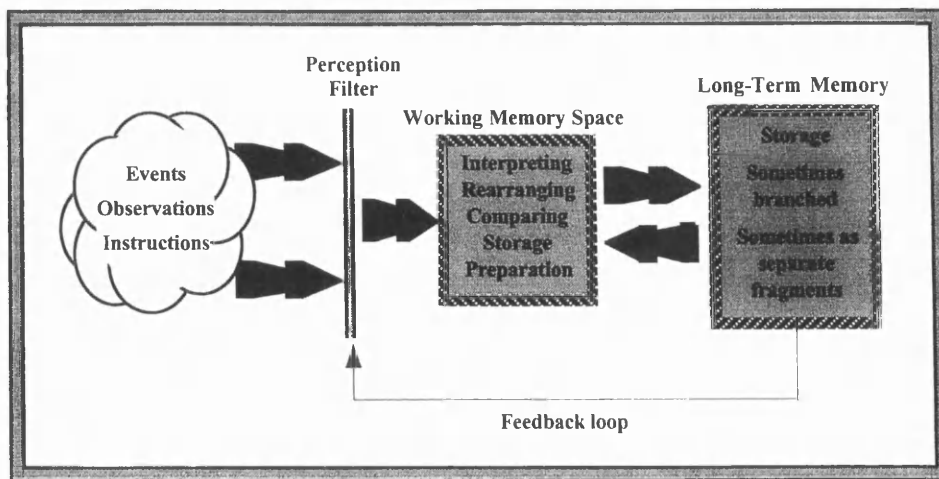 Perception
Filter
Events
Observations
Instructions
Working Memory Space
Interpreting
Rearranging
Comparing
Storage
Preparation
Long-Term Memory
Storage
Sometimes
branched
Sometimes as
separate
fragments
Feedback loop